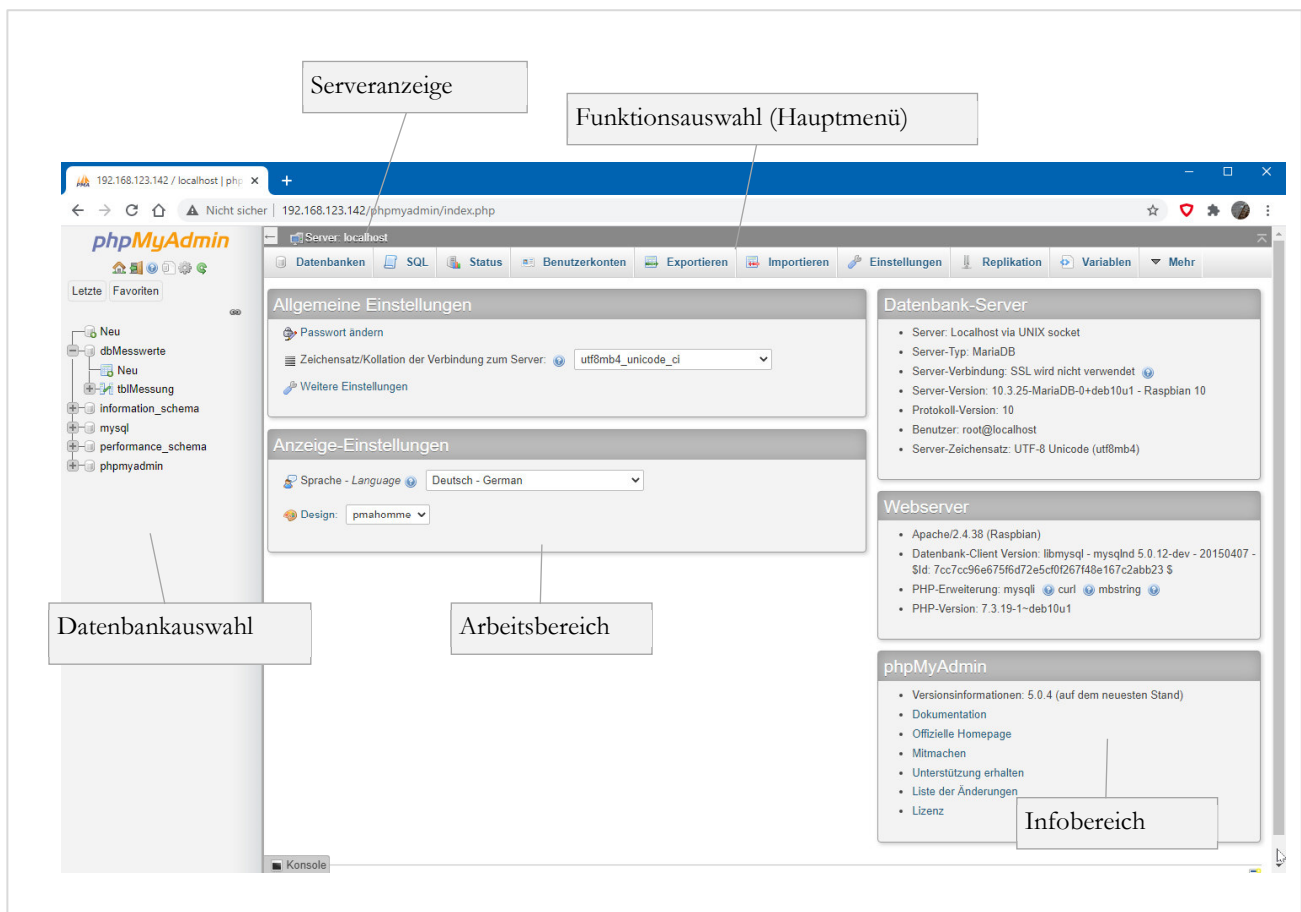 Serveranzeige
Funktionsauswahl (Hauptmenü)
192.168.123.142 / localhost | php
Nicht sicher | 192.168.123.142/phpmyadmin/index.php
phpMyAdmin
Letzte Favoriten
Neu
dbMesswerte
Neu
tblMessung
information_schema
mysql
performance_schema
phpmyadmin
Datenbankauswahl
Server: localhost
Datenbanken SQL Status Benutzerkonten Exportieren Importieren Einstellungen Replikation Variablen Mehr
Allgemeine Einstellungen
Passwort ändern
Zeichensatz/Kollation der Verbindung zum Server: utf8mb4_unicode_ci
Weitere Einstellungen
Anzeige-Einstellungen
Sprache - Language Deutsch - German
Design: pmahomme
Arbeitsbereich
Datenbank-Server
• Server: Localhost via UNIX socket
• Server-Typ: MariaDB
• Server-Verbindung: SSL wird nicht verwendet
• Server-Version: 10.3.25-MariaDB-0+deb10u1 - Raspbian 10
• Protokoll-Version: 10
• Benutzer: root@localhost
• Server-Zeichensatz: UTF-8 Unicode (utf8mb4)
Webserver
• Apache/2.4.38 (Raspbian)
• Datenbank-Client Version: libmysql - mysqlnd 5.0.12-dev - 20150407 -
$Id: 7cc7cc96e675f6d72e5cf0f267f48e167c2abb23 $
• PHP-Erweiterung: mysqli curl mbstring
• PHP-Version: 7.3.19-1~deb10u1
phpMyAdmin
• Versionsinformationen: 5.0.4 (auf dem neuesten Stand)
• Dokumentation
• Offizielle Homepage
• Mitmachen
• Unterstützung erhalten
• Liste der Änderungen
• Lizenz
Infobereich
Konsole